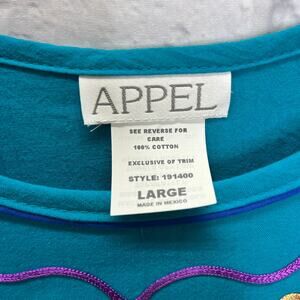 APPEL
SEE REVERSE FOR
CARE
100% COTTON
EXCLUSIVE OF TRIM
STYLE: 191400
LARGE
MADE IN MEXICO